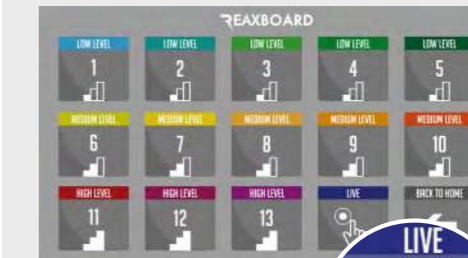 REAXBOARD
LOW LEVEL LOW LEVEL LOW LEVEL LOW LEVEL LOW LEVEL
1 2 3 4 5
MEDIUM LEVEL MEDIUM LEVEL MEDIUM LEVEL MEDIUM LEVEL MEDIUM LEVEL
6 7 8 9 10
HIGH LEVEL HIGH LEVEL HIGH LEVEL LIVE BACK TO HOME
11 12 13
LIVE